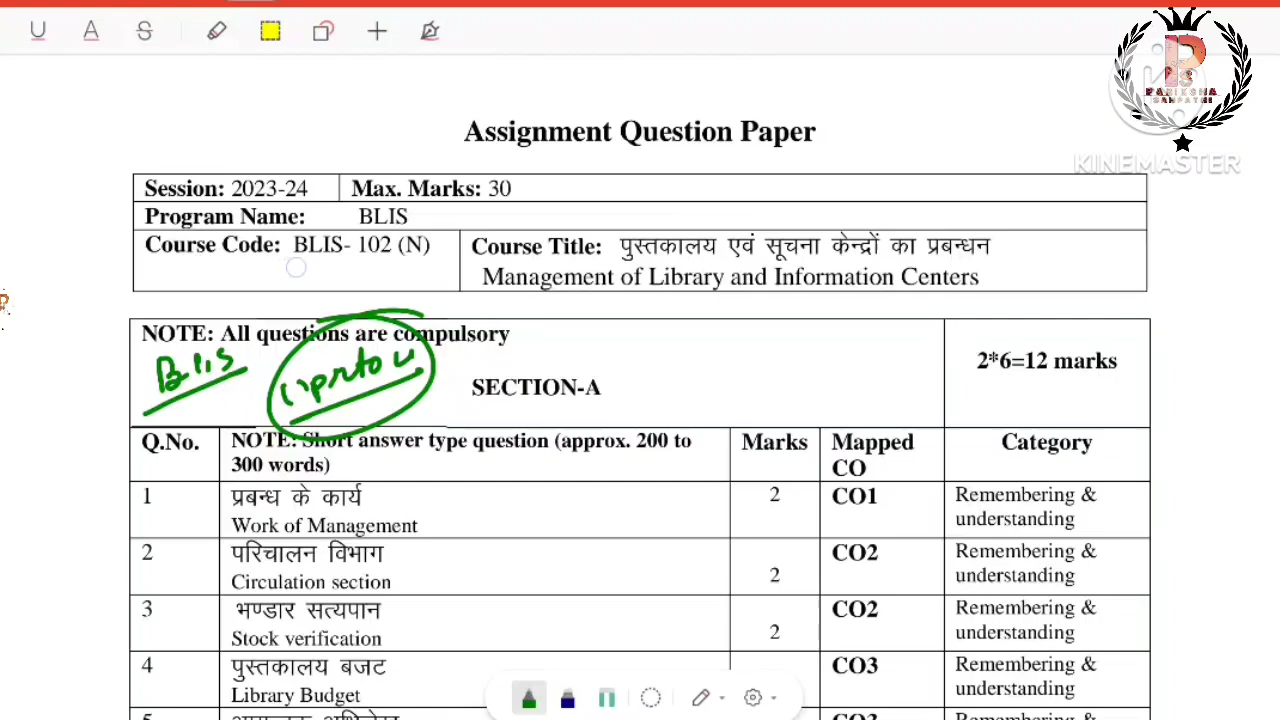 PARIKSHA
SAHPATHI
KINEMASTER
Assignment Question Paper
Session: 2023-24 Max. Marks: 30
Program Name: BLIS
Course Code: BLIS- 102 (N) Course Title: पुस्तकालय एवं सूचना केन्द्रों का प्रबन्धन
Management of Library and Information Centers
NOTE: All questions are compulsory
2*6=12 marks
BLIS
SECTION-A
Q.No. NOTE: Short answer type question (approx. 200 to 300 words) Marks Mapped CO Category
1 प्रबन्ध के कार्य 2 CO1 Remembering &
Work of Management understanding
2 परिचालन विभाग CO2 Remembering &
Circulation section 2 understanding
3 भण्डार सत्यपान CO2 Remembering &
Stock verification 2 understanding
4 पुस्तकालय बजट CO3 Remembering &
Library Budget understanding